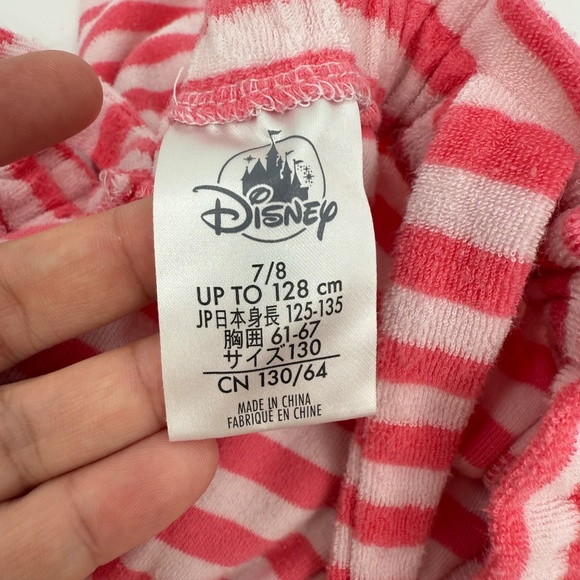 Disney
7/8
UP TO 128 cm
JP日本身長 125-135
胸囲 61-67
サイズ130
CN 130/64
MADE IN CHINA
FABRIQUÉ EN CHINE